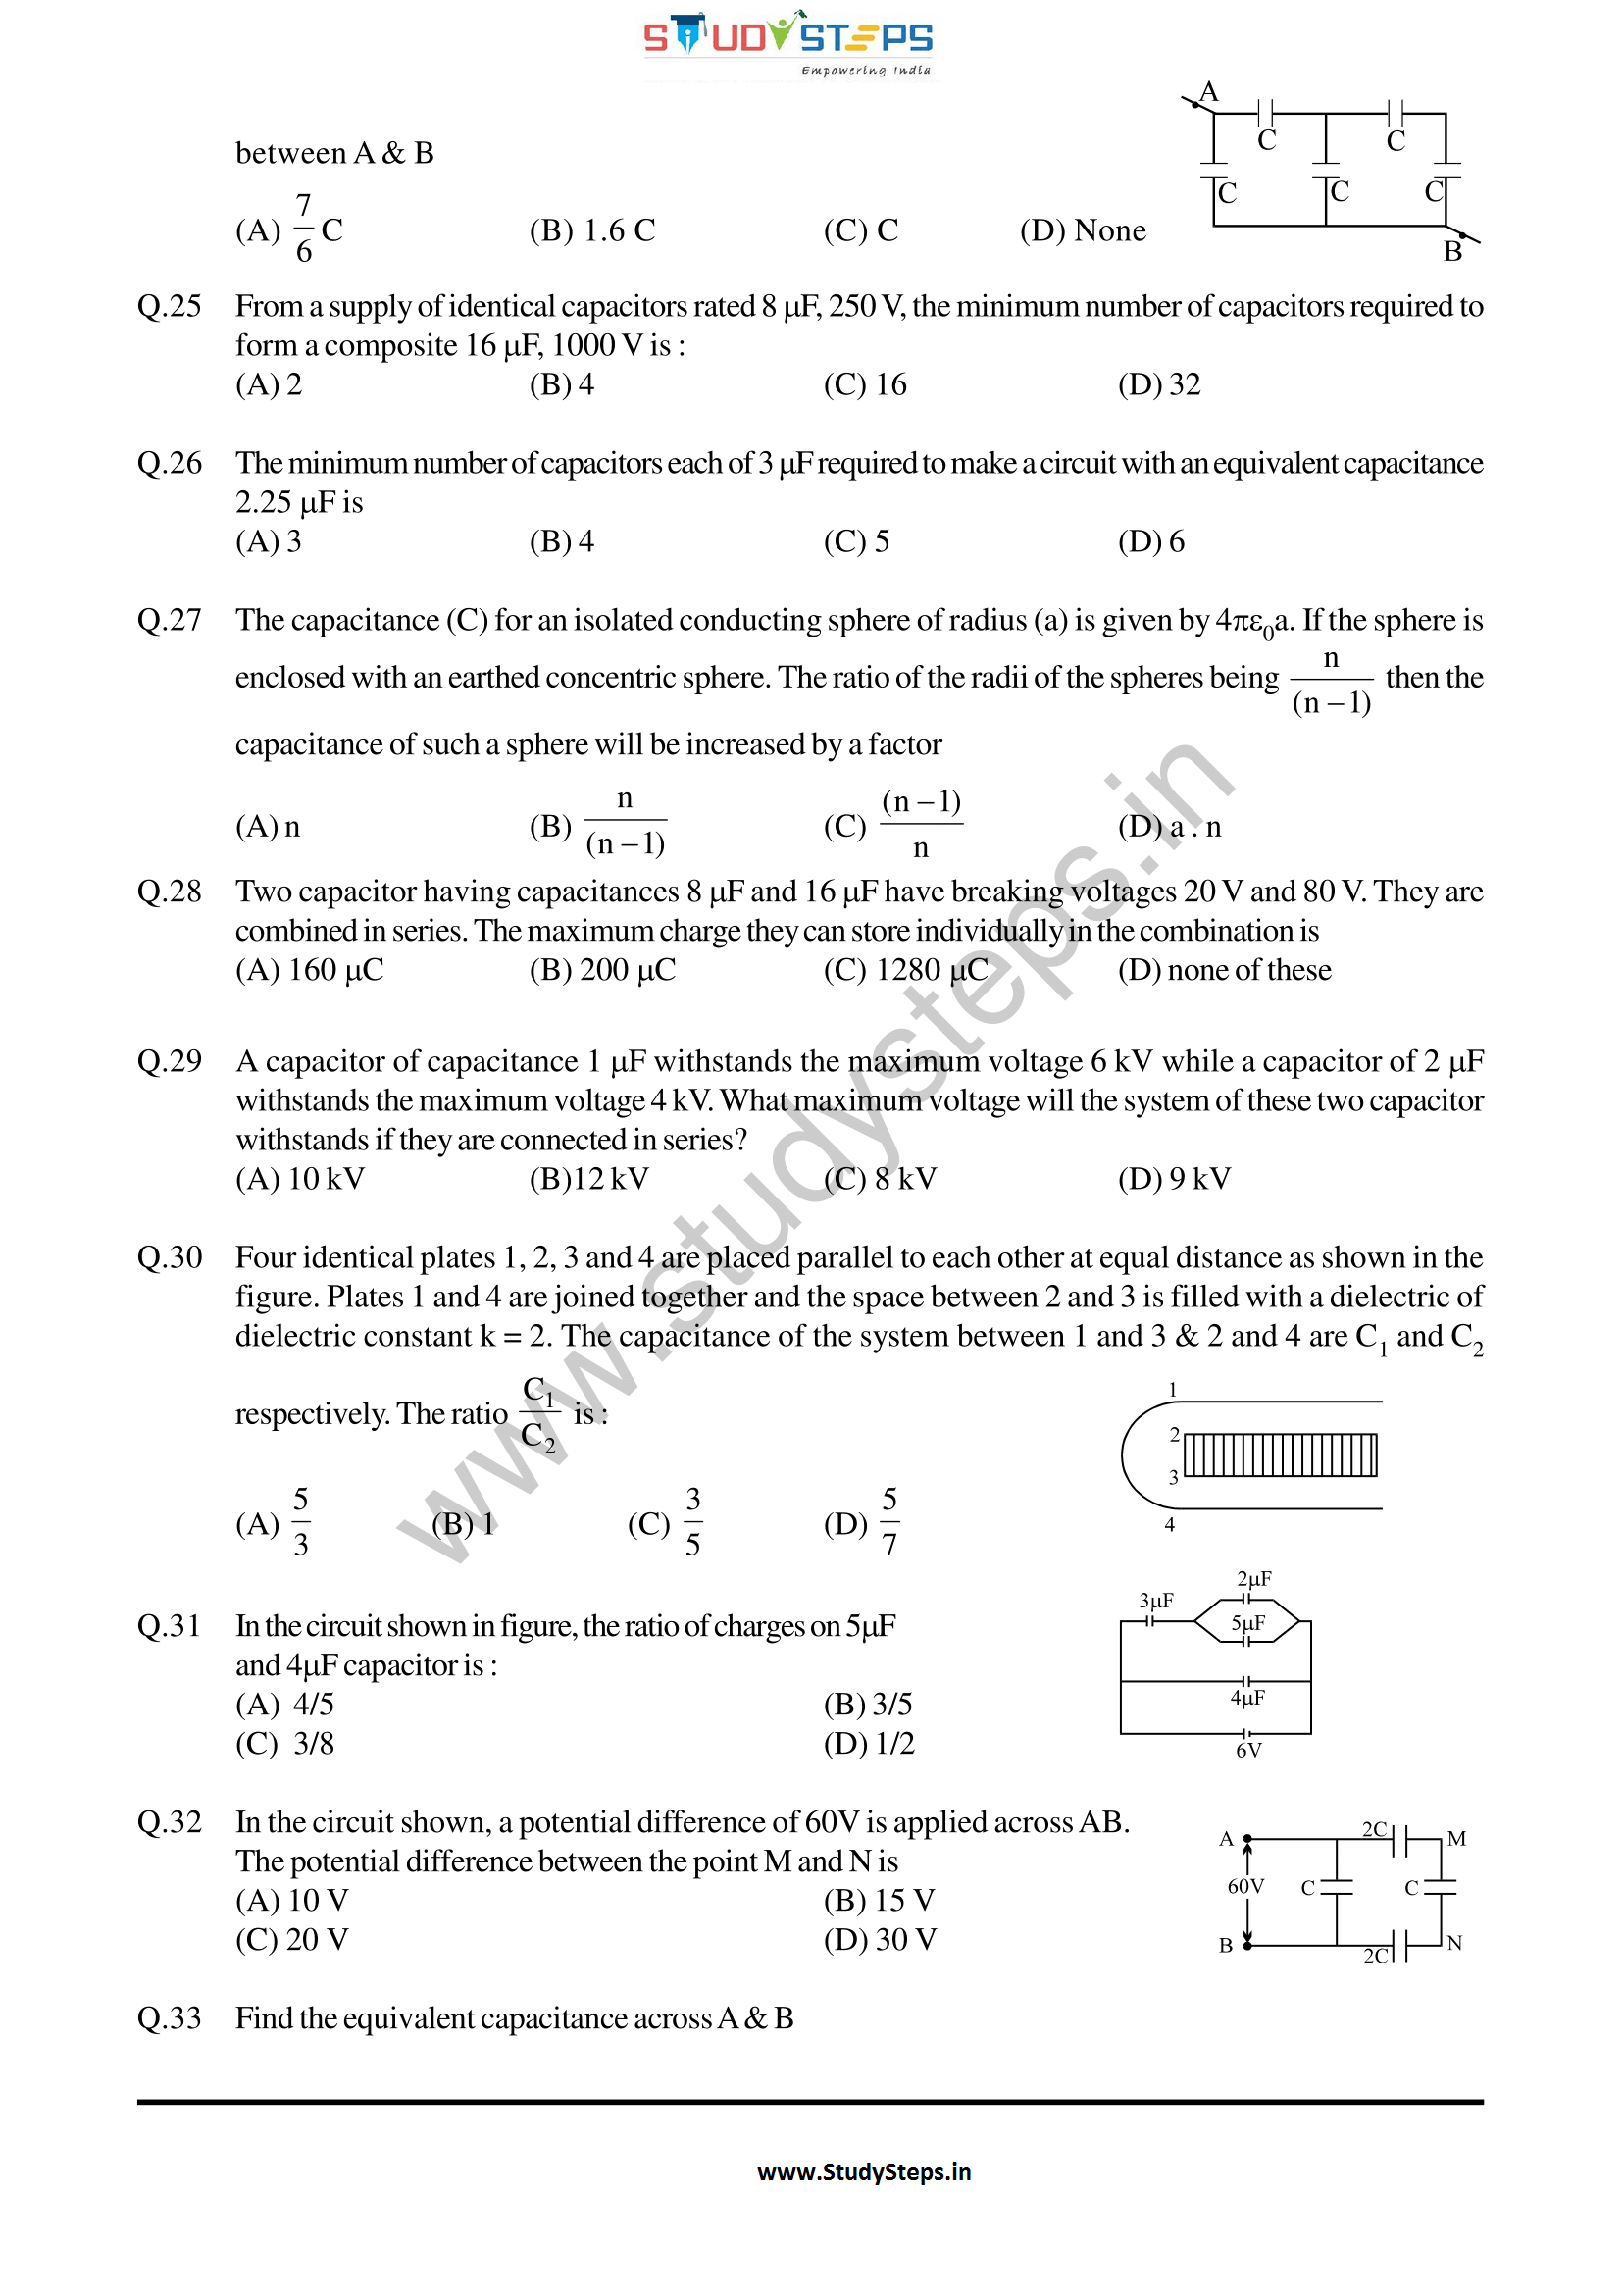 STUDYSTEPS
Empowering India
between A & B
(A) 7/6 C (B) 1.6 C (C) C (D) None
A
C C
C C C
B
Q.25 From a supply of identical capacitors rated 8 μF, 250 V, the minimum number of capacitors required to
form a composite 16 μF, 1000 V is :
(A) 2 (B) 4 (C) 16 (D) 32
Q.26 The minimum number of capacitors each of 3 μF required to make a circuit with an equivalent capacitance
2.25 μF is
(A) 3 (B) 4 (C) 5 (D) 6
Q.27 The capacitance (C) for an isolated conducting sphere of radius (a) is given by 4πε₀a. If the sphere is
enclosed with an earthed concentric sphere. The ratio of the radii of the spheres being n/(n – 1) then the
capacitance of such a sphere will be increased by a factor
(A) n (B) n/(n – 1) (C) (n – 1)/n (D) a . n
Q.28 Two capacitor having capacitances 8 μF and 16 μF have breaking voltages 20 V and 80 V. They are
combined in series. The maximum charge they can store individually in the combination is
(A) 160 μC (B) 200 μC (C) 1280 μC (D) none of these
Q.29 A capacitor of capacitance 1 μF withstands the maximum voltage 6 kV while a capacitor of 2 μF
withstands the maximum voltage 4 kV. What maximum voltage will the system of these two capacitor
withstands if they are connected in series?
(A) 10 kV (B)12 kV (C) 8 kV (D) 9 kV
Q.30 Four identical plates 1, 2, 3 and 4 are placed parallel to each other at equal distance as shown in the
figure. Plates 1 and 4 are joined together and the space between 2 and 3 is filled with a dielectric of
dielectric constant k = 2. The capacitance of the system between 1 and 3 & 2 and 4 are C₁ and C₂
respectively. The ratio C₁/C₂ is :
(A) 5/3 (B) 1 (C) 3/5 (D) 5/7
1
2
3
4
Q.31 In the circuit shown in figure, the ratio of charges on 5μF
and 4μF capacitor is :
(A) 4/5 (B) 3/5
(C) 3/8 (D) 1/2
2μF
3μF
5μF
4μF
6V
Q.32 In the circuit shown, a potential difference of 60V is applied across AB.
The potential difference between the point M and N is
(A) 10 V (B) 15 V
(C) 20 V (D) 30 V
A 2C M
60V C C
B 2C N
Q.33 Find the equivalent capacitance across A & B
www.studysteps.in
www.StudySteps.in